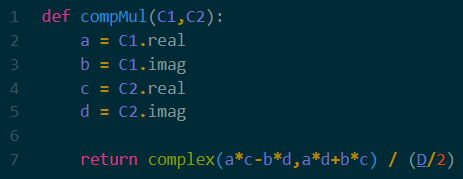 1 def compMul(C1,C2):
2     a = C1.real
3     b = C1.imag
4     c = C2.real
5     d = C2.imag
6
7     return complex(a*c-b*d,a*d+b*c) / (D/2)